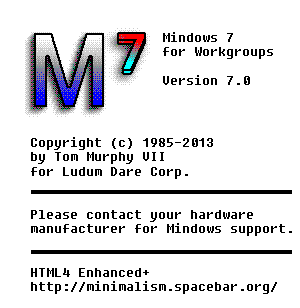 M7
Mindows 7
for Workgroups
Version 7.0
Copyright (c) 1985-2013
by Tom Murphy VII
for Ludum Dare Corp.
Please contact your hardware
manufacturer for Mindows support.
HTML4 Enhanced+
http://minimalism.spacebar.org/